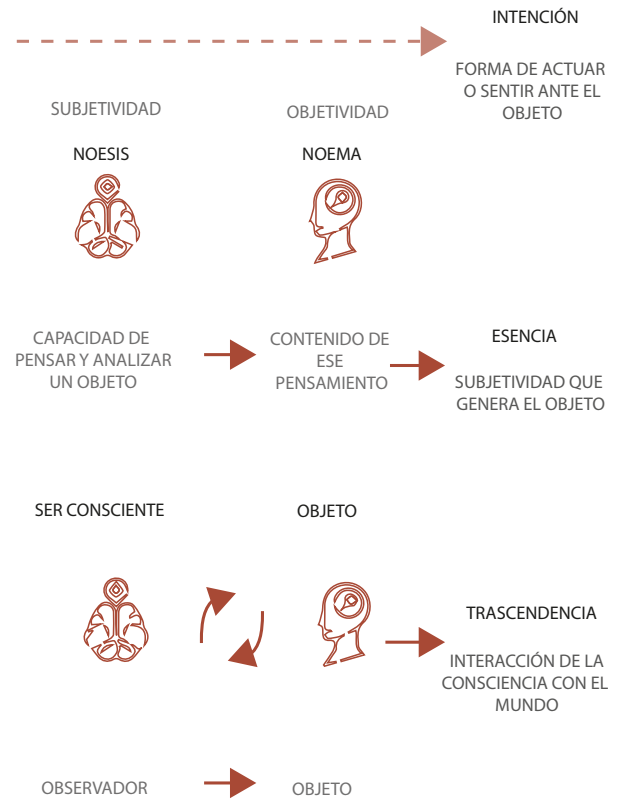 INTENCIÓN
FORMA DE ACTUAR
O SENTIR ANTE EL
OBJETO
SUBJETIVIDAD
OBJETIVIDAD
NOESIS
NOEMA
CAPACIDAD DE
PENSAR Y ANALIZAR
UN OBJETO
CONTENIDO DE
ESE
PENSAMIENTO
ESENCIA
SUBJETIVIDAD QUE
GENERA EL OBJETO
SER CONSCIENTE
OBJETO
TRASCENDENCIA
INTERACCIÓN DE LA
CONSCIENCIA CON EL
MUNDO
OBSERVADOR
OBJETO